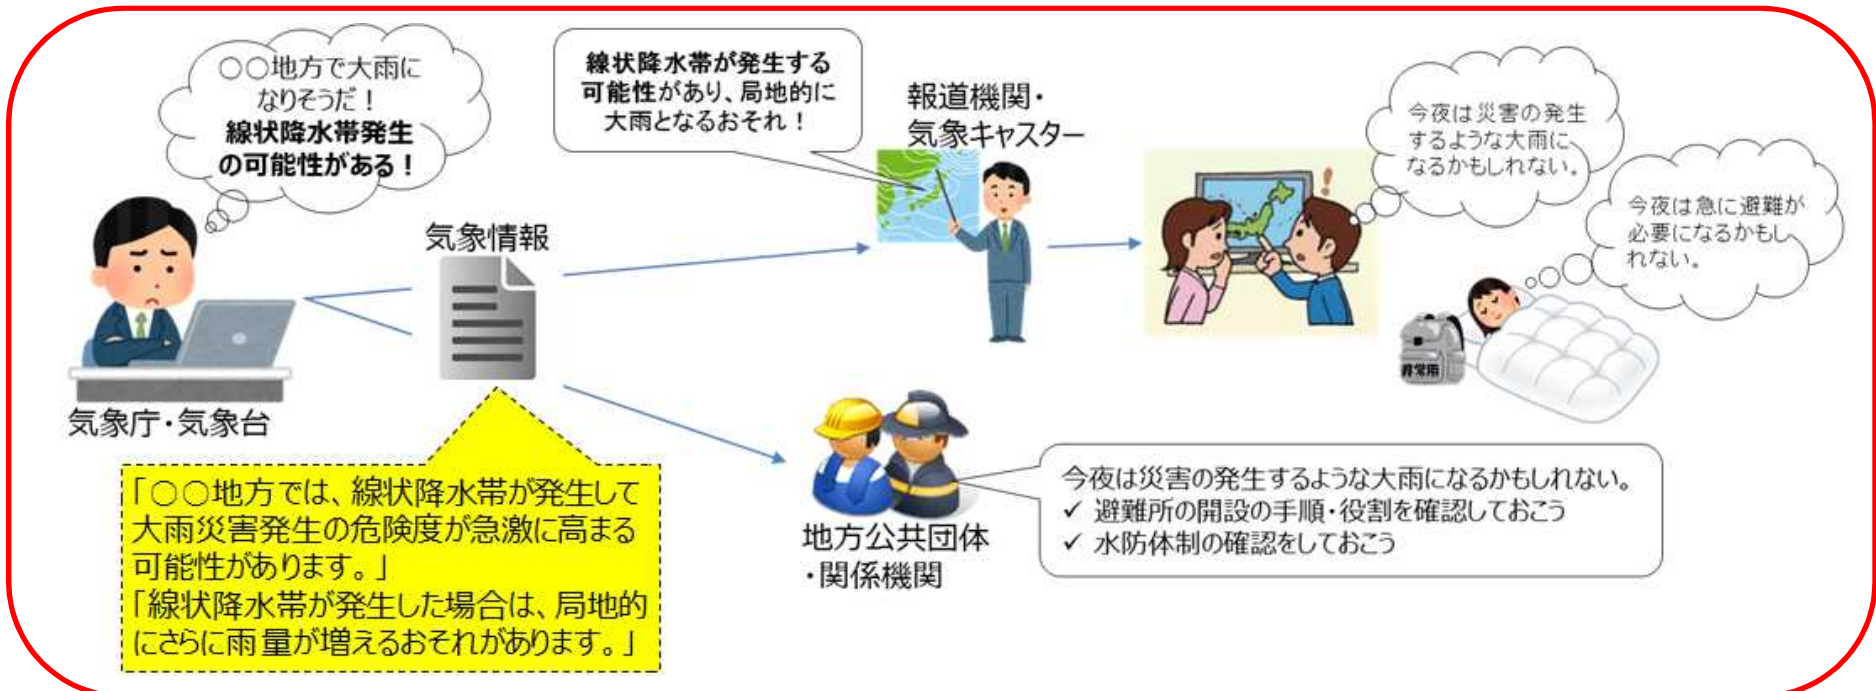 ○○地方で大雨に
なりそうだ！
線状降水帯発生
の可能性がある！
気象庁・気象台
気象情報
「○○地方では、線状降水帯が発生して
大雨災害発生の危険度が急激に高まる
可能性があります。」
「線状降水帯が発生した場合は、局地的
にさらに雨量が増えるおそれがあります。」
線状降水帯が発生する
可能性があり、局地的に
大雨となるおそれ！
報道機関・
気象キャスター
今夜は災害の発生
するような大雨に
なるかもしれない。
今夜は急に避難が
必要になるかもし
れない。
非常用
地方公共団体
・関係機関
今夜は災害の発生するような大雨になるかもしれない。
✓ 避難所の開設の手順・役割を確認しておこう
✓ 水防体制の確認をしておこう